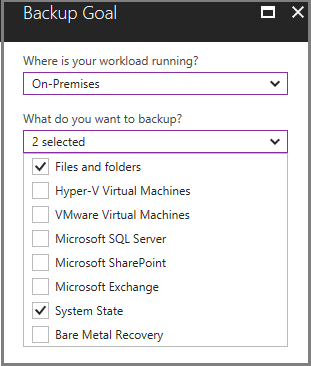 Backup Goal
Where is your workload running?
On-Premises
What do you want to backup?
2 selected
Files and folders
Hyper-V Virtual Machines
VMware Virtual Machines
Microsoft SQL Server
Microsoft SharePoint
Microsoft Exchange
System State
Bare Metal Recovery